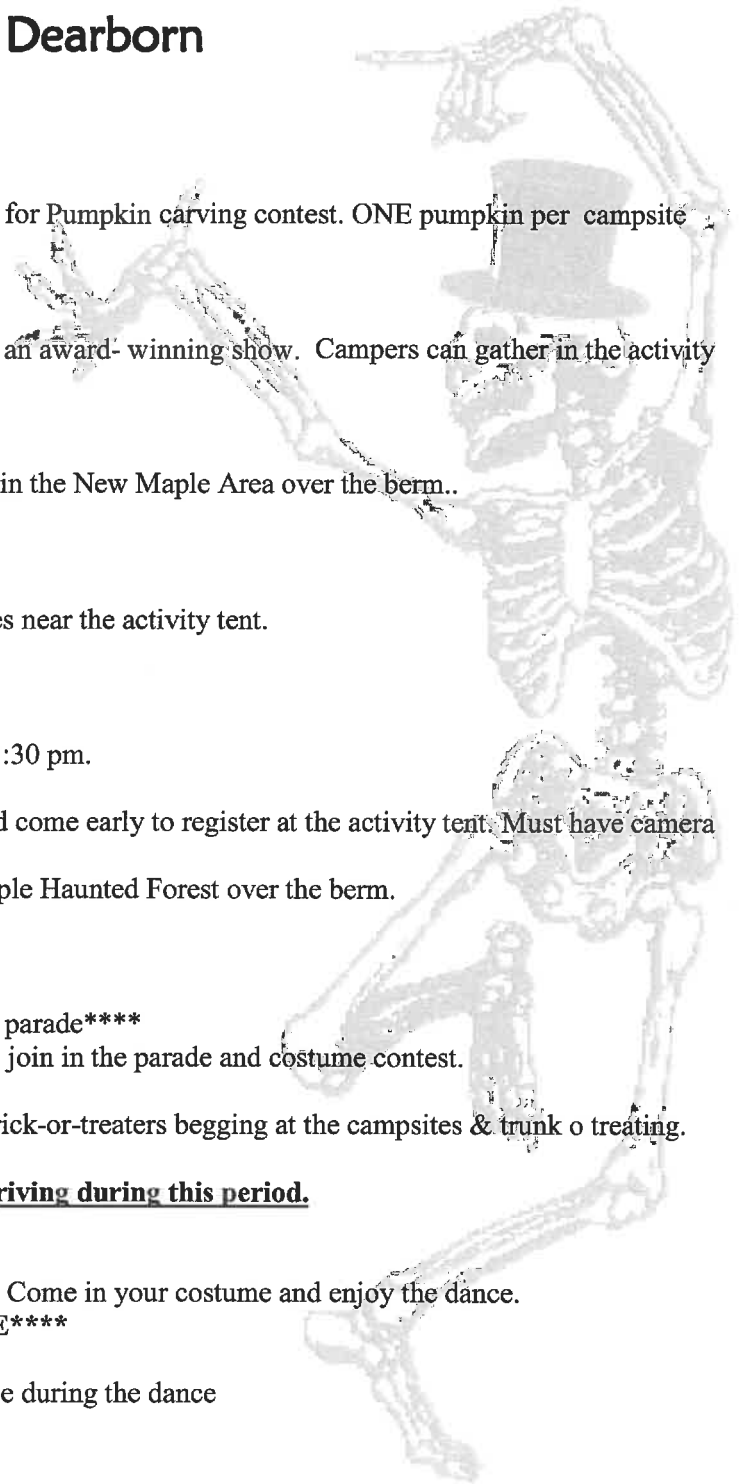 Dearborn
for Pumpkin carving contest. ONE pumpkin per campsite
an award- winning show. Campers can gather in the activity
in the New Maple Area over the berm..
es near the activity tent.
:30 pm.
d come early to register at the activity tent. Must have camera
ple Haunted Forest over the berm.
parade****
join in the parade and costume contest.
rick-or-treaters begging at the campsites & trunk o treating.
riving during this period.
Come in your costume and enjoy the dance.
E****
e during the dance